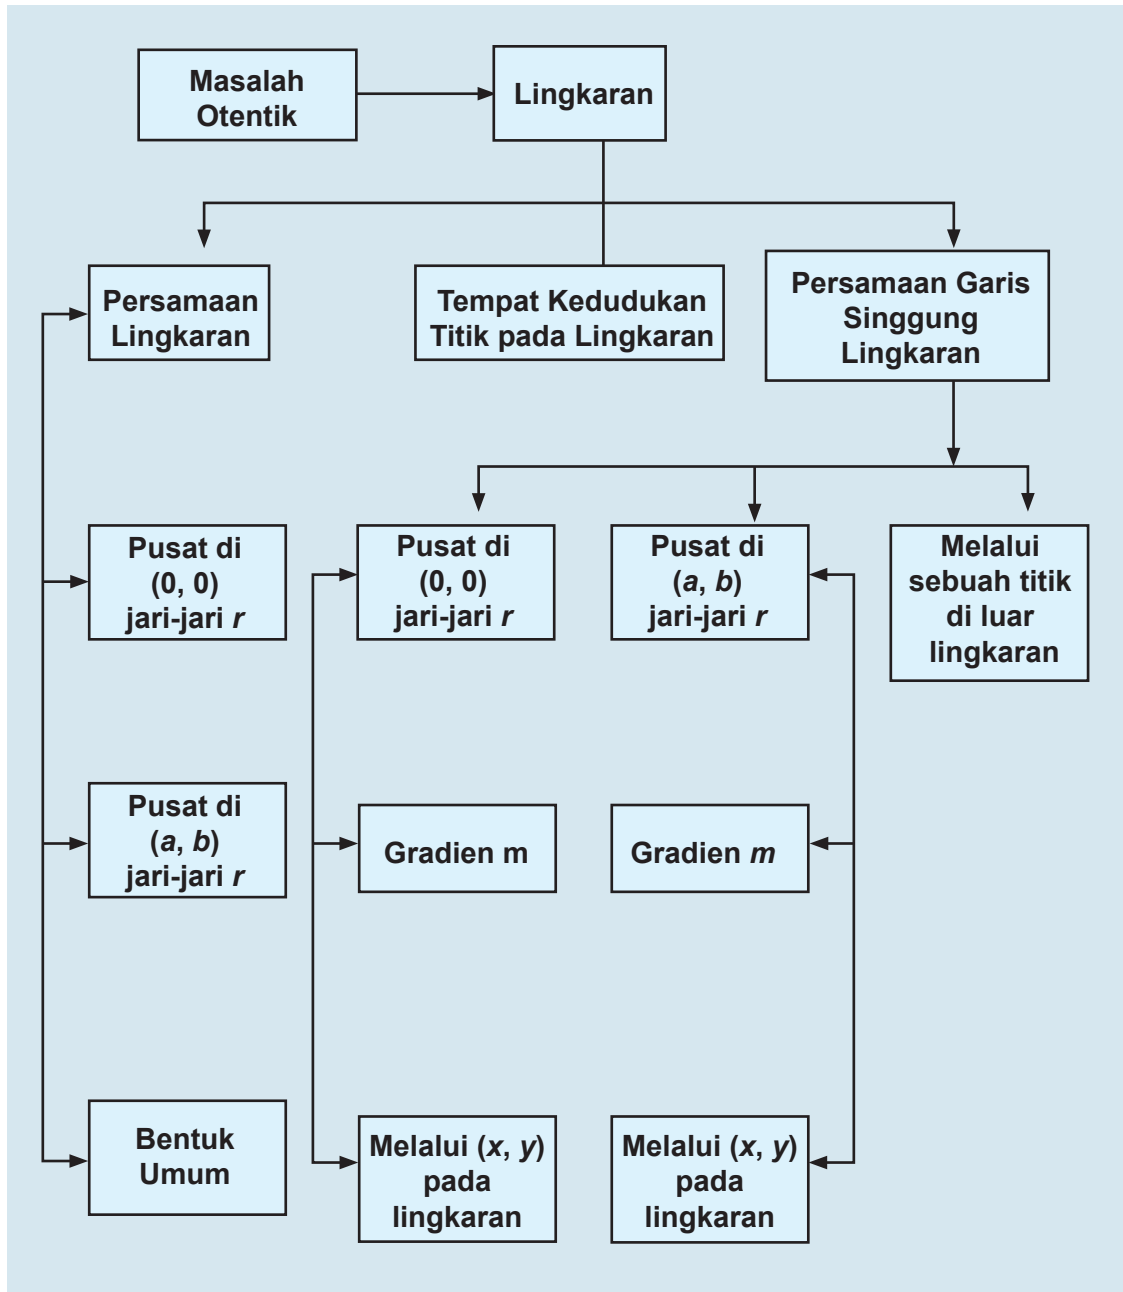 Masalah
Otentik
Lingkaran
Persamaan
Lingkaran
Tempat Kedudukan
Titik pada Lingkaran
Persamaan Garis
Singgung
Lingkaran
Pusat di
(0, 0)
jari-jari r
Pusat di
(0, 0)
jari-jari r
Pusat di
(a, b)
jari-jari r
Melalui
sebuah titik
di luar
lingkaran
Pusat di
(a, b)
jari-jari r
Gradien m
Gradien m
Bentuk
Umum
Melalui (x, y)
pada
lingkaran
Melalui (x, y)
pada
lingkaran